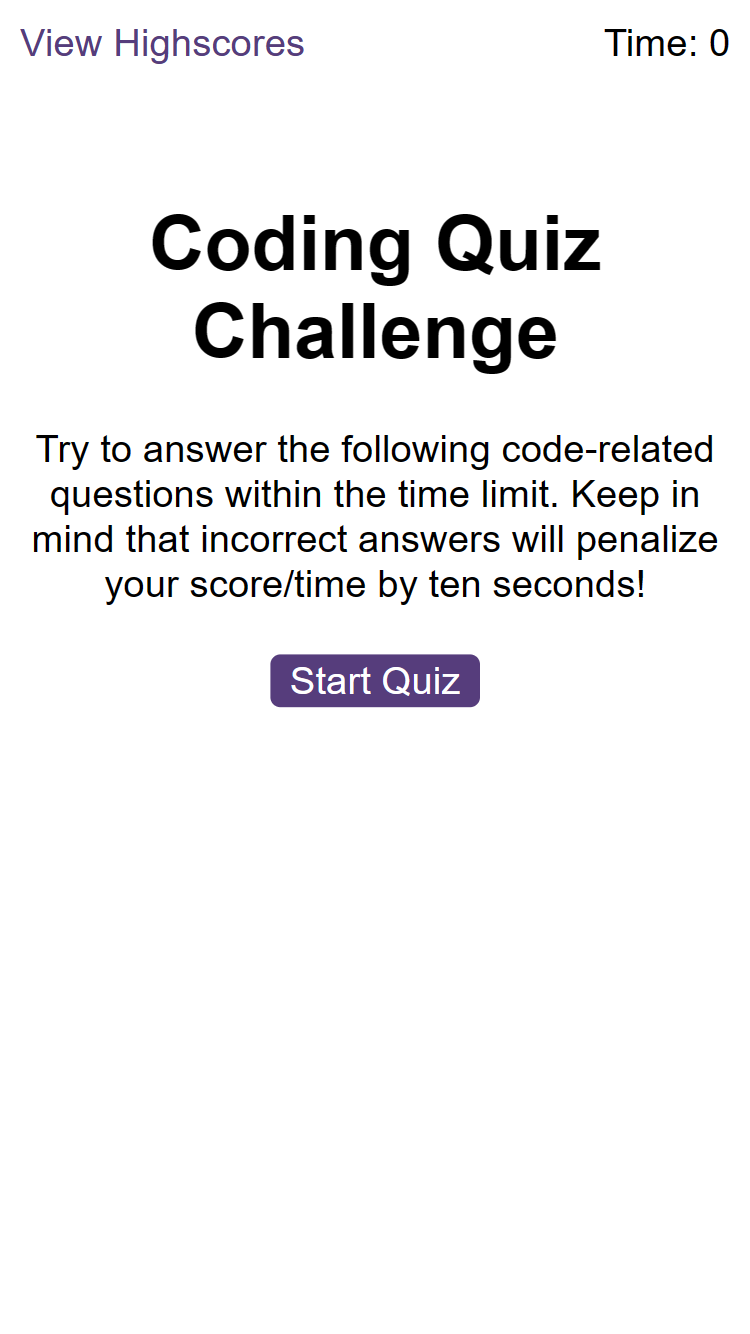 View Highscores
Time: 0
Coding Quiz
Challenge
Try to answer the following code-related
questions within the time limit. Keep in
mind that incorrect answers will penalize
your score/time by ten seconds!
Start Quiz